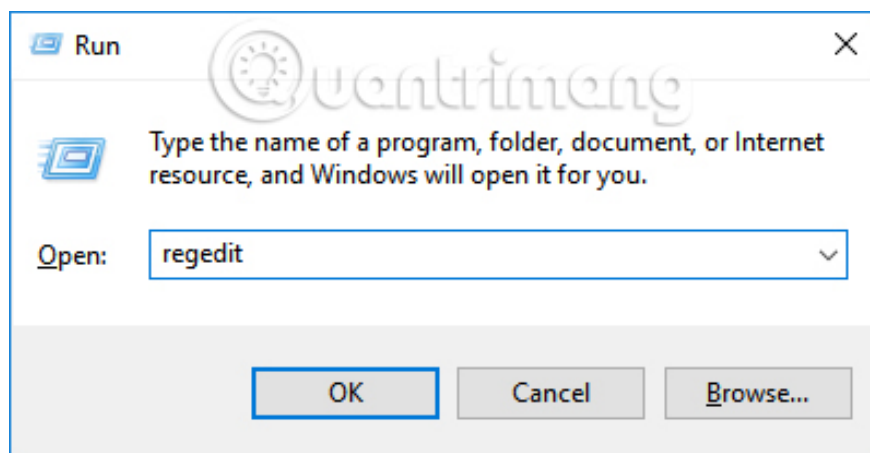 Run
Quantrimang
Type the name of a program, folder, document, or Internet
resource, and Windows will open it for you.
Open: regedit
OK Cancel Browse...